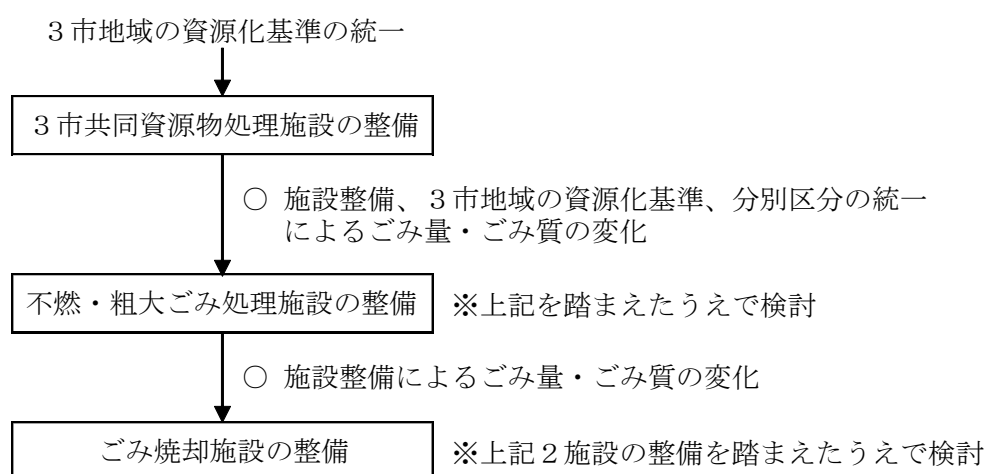 ３市地域の資源化基準の統一
３市共同資源物処理施設の整備
○ 施設整備、３市地域の資源化基準、分別区分の統一
によるごみ量・ごみ質の変化
不燃・粗大ごみ処理施設の整備
※上記を踏まえたうえで検討
○ 施設整備によるごみ量・ごみ質の変化
ごみ焼却施設の整備
※上記２施設の整備を踏まえたうえで検討